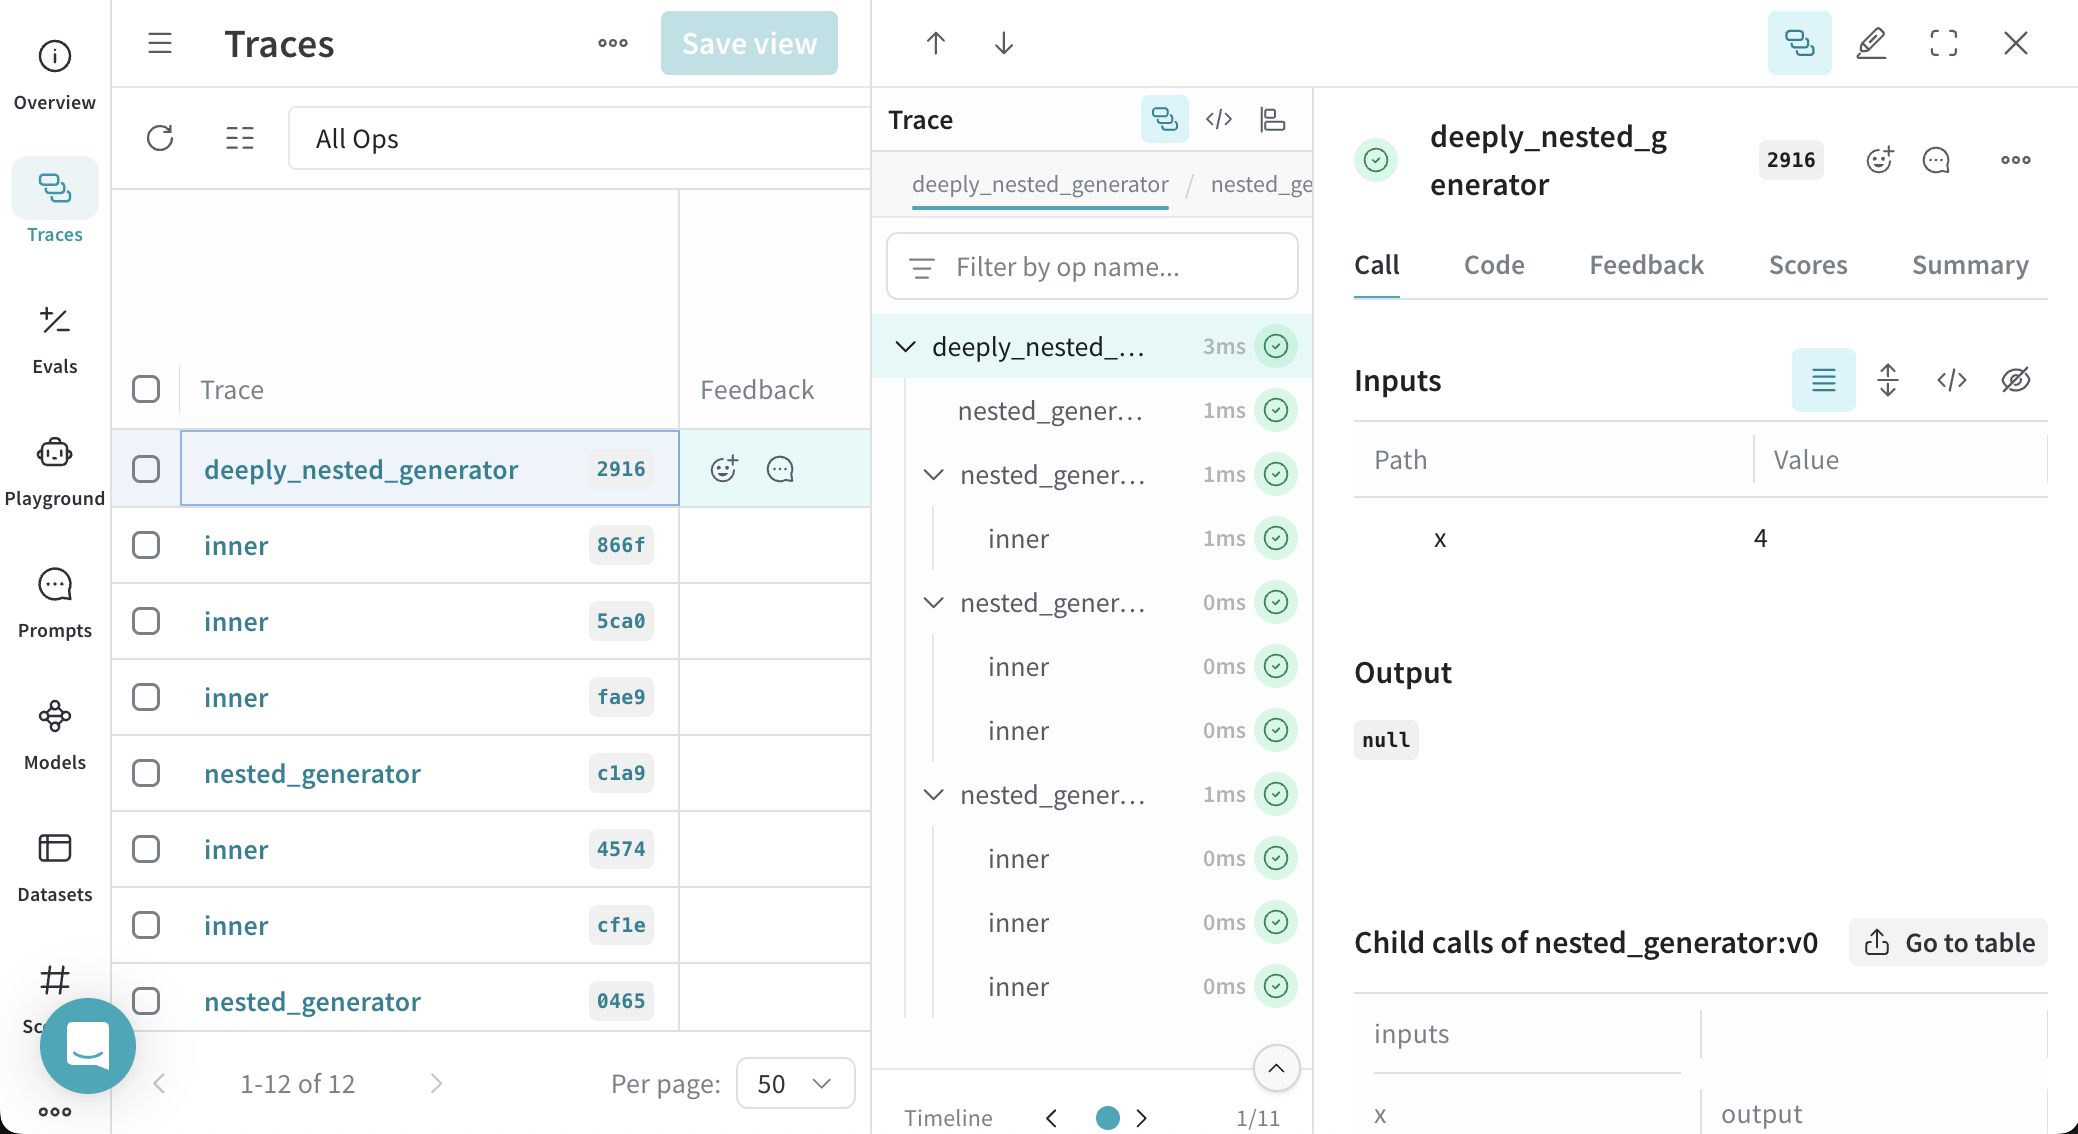 Overview
Traces
Evals
Playground
Prompts
Models
Datasets
Sc
Traces
Save view
All Ops
Trace
Feedback
deeply_nested_generator 2916
inner 866f
inner 5ca0
inner fae9
nested_generator c1a9
inner 4574
inner cf1e
nested_generator 0465
1-12 of 12
Per page: 50
Trace
deeply_nested_generator / nested_ge
Filter by op name...
deeply_nested_... 3ms
nested_gener... 1ms
nested_gener... 1ms
inner 1ms
nested_gener... 0ms
inner 0ms
inner 0ms
nested_gener... 1ms
inner 0ms
inner 0ms
inner 0ms
Timeline 1/11
deeply_nested_g
enerator
2916
Call Code Feedback Scores Summary
Inputs
Path Value
x 4
Output
null
Child calls of nested_generator:v0 Go to table
inputs
x output